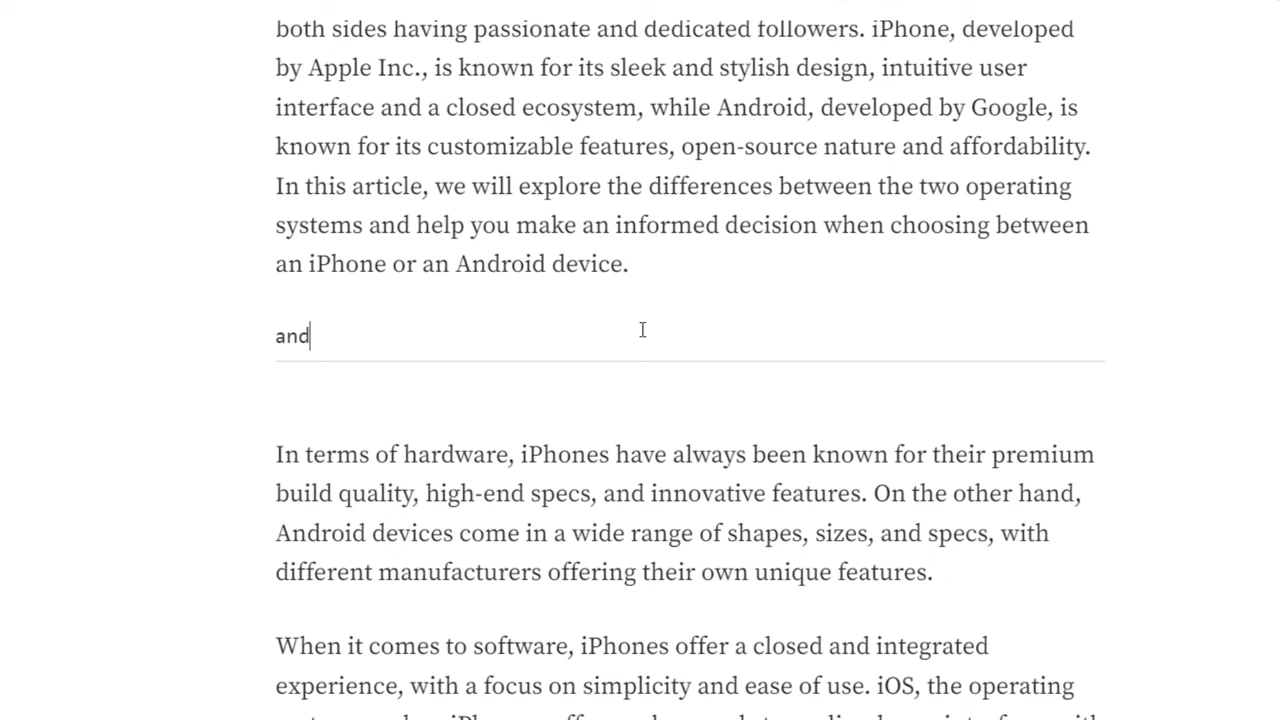 both sides having passionate and dedicated followers. iPhone, developed
by Apple Inc., is known for its sleek and stylish design, intuitive user
interface and a closed ecosystem, while Android, developed by Google, is
known for its customizable features, open-source nature and affordability.
In this article, we will explore the differences between the two operating
systems and help you make an informed decision when choosing between
an iPhone or an Android device.
and
In terms of hardware, iPhones have always been known for their premium
build quality, high-end specs, and innovative features. On the other hand,
Android devices come in a wide range of shapes, sizes, and specs, with
different manufacturers offering their own unique features.
When it comes to software, iPhones offer a closed and integrated
experience, with a focus on simplicity and ease of use. iOS, the operating